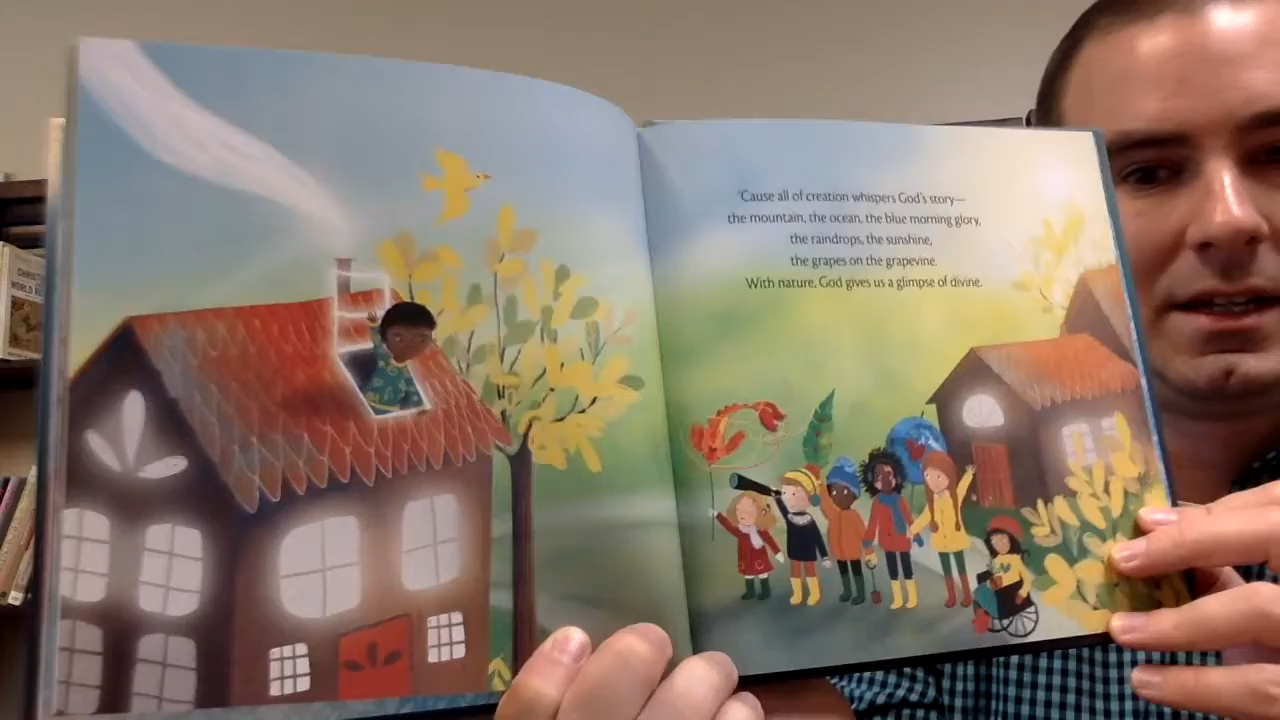 'Cause all of creation whispers God's story—
the mountain, the ocean, the blue morning glory,
the raindrops, the sunshine,
the grapes on the grapevine.
With nature, God gives us a glimpse of divine.